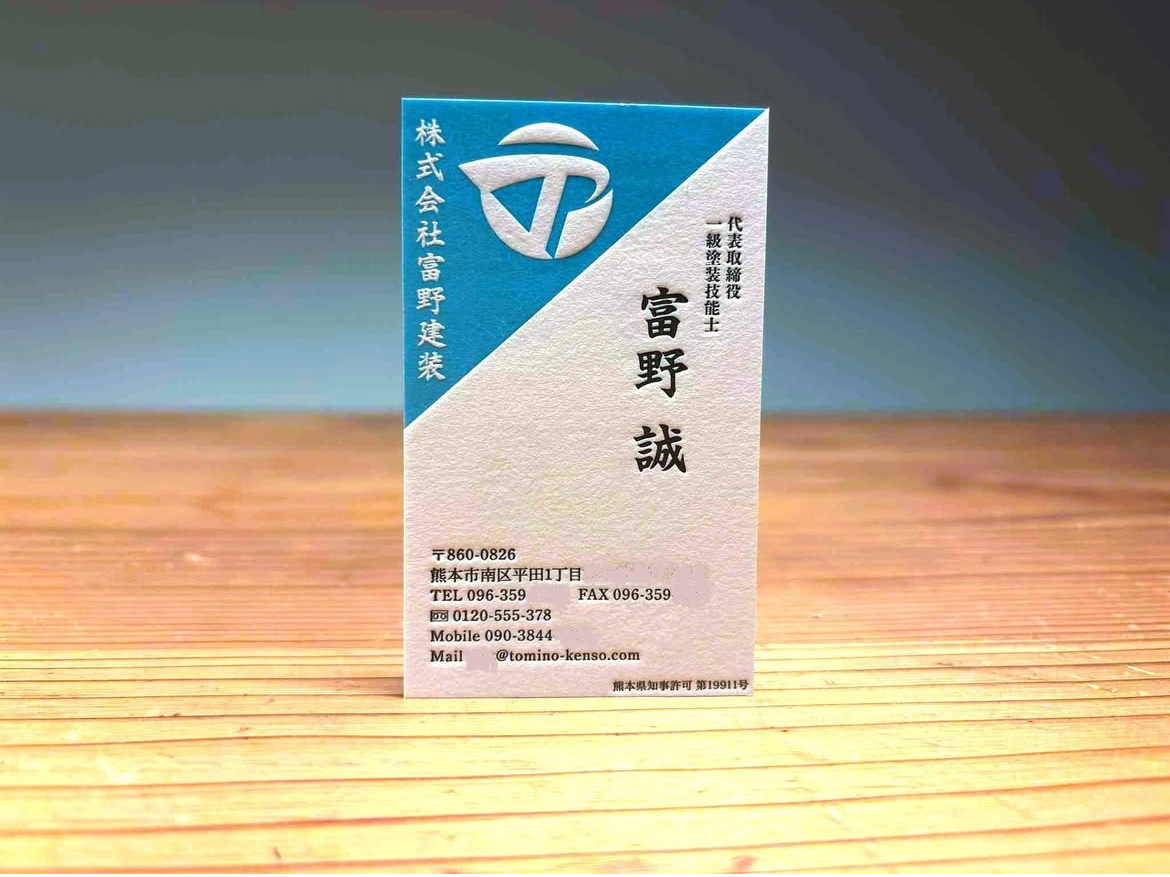 株式会社富野建装
代表取締役
一級塗装技能士
富野 誠
〒860-0826
熊本市南区平田1丁目
TEL 096-359 FAX 096-359
0120-555-378
Mobile 090-3844
Mail @tomino-kenso.com
熊本県知事許可 第19911号